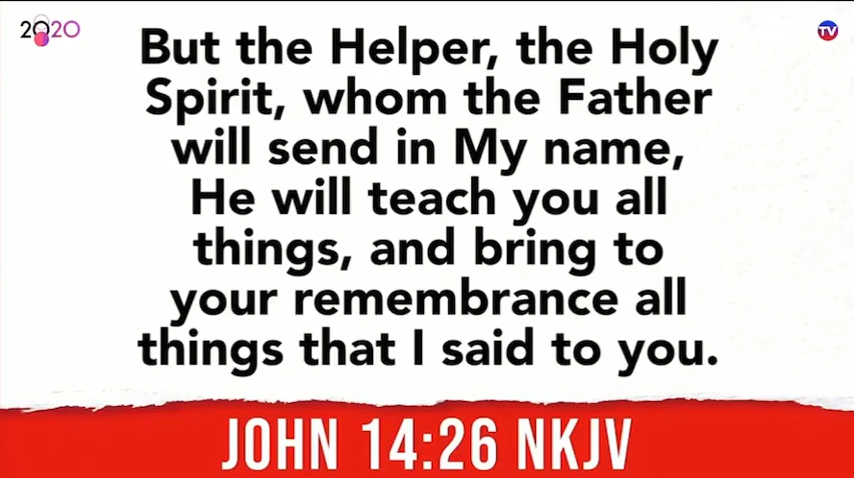 2020
TV
But the Helper, the Holy
Spirit, whom the Father
will send in My name,
He will teach you all
things, and bring to
your remembrance all
things that I said to you.
JOHN 14:26 NKJV